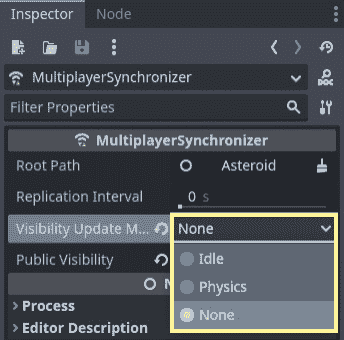 Inspector Node
MultiplayerSynchronizer
Filter Properties
MultiplayerSynchronizer
Root Path Asteroid
Replication Interval 0 s
Visibility Update M... None
Public Visibility Idle
Physics
None
N
> Process
> Editor Description